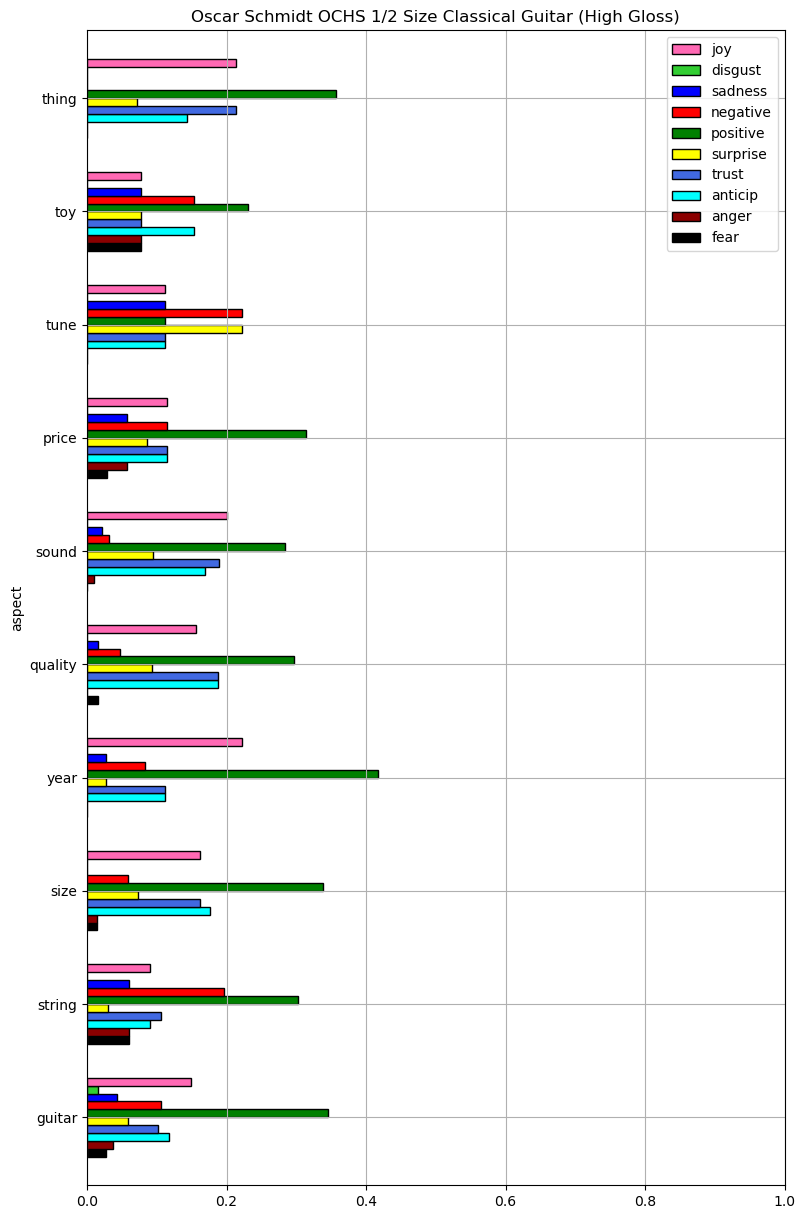 Oscar Schmidt OCHS 1/2 Size Classical Guitar (High Gloss)
joy
disgust
sadness
negative
positive
surprise
trust
anticip
anger
fear
thing
toy
tune
price
sound
quality
year
size
string
guitar
aspect
0.0 0.2 0.4 0.6 0.8 1.0